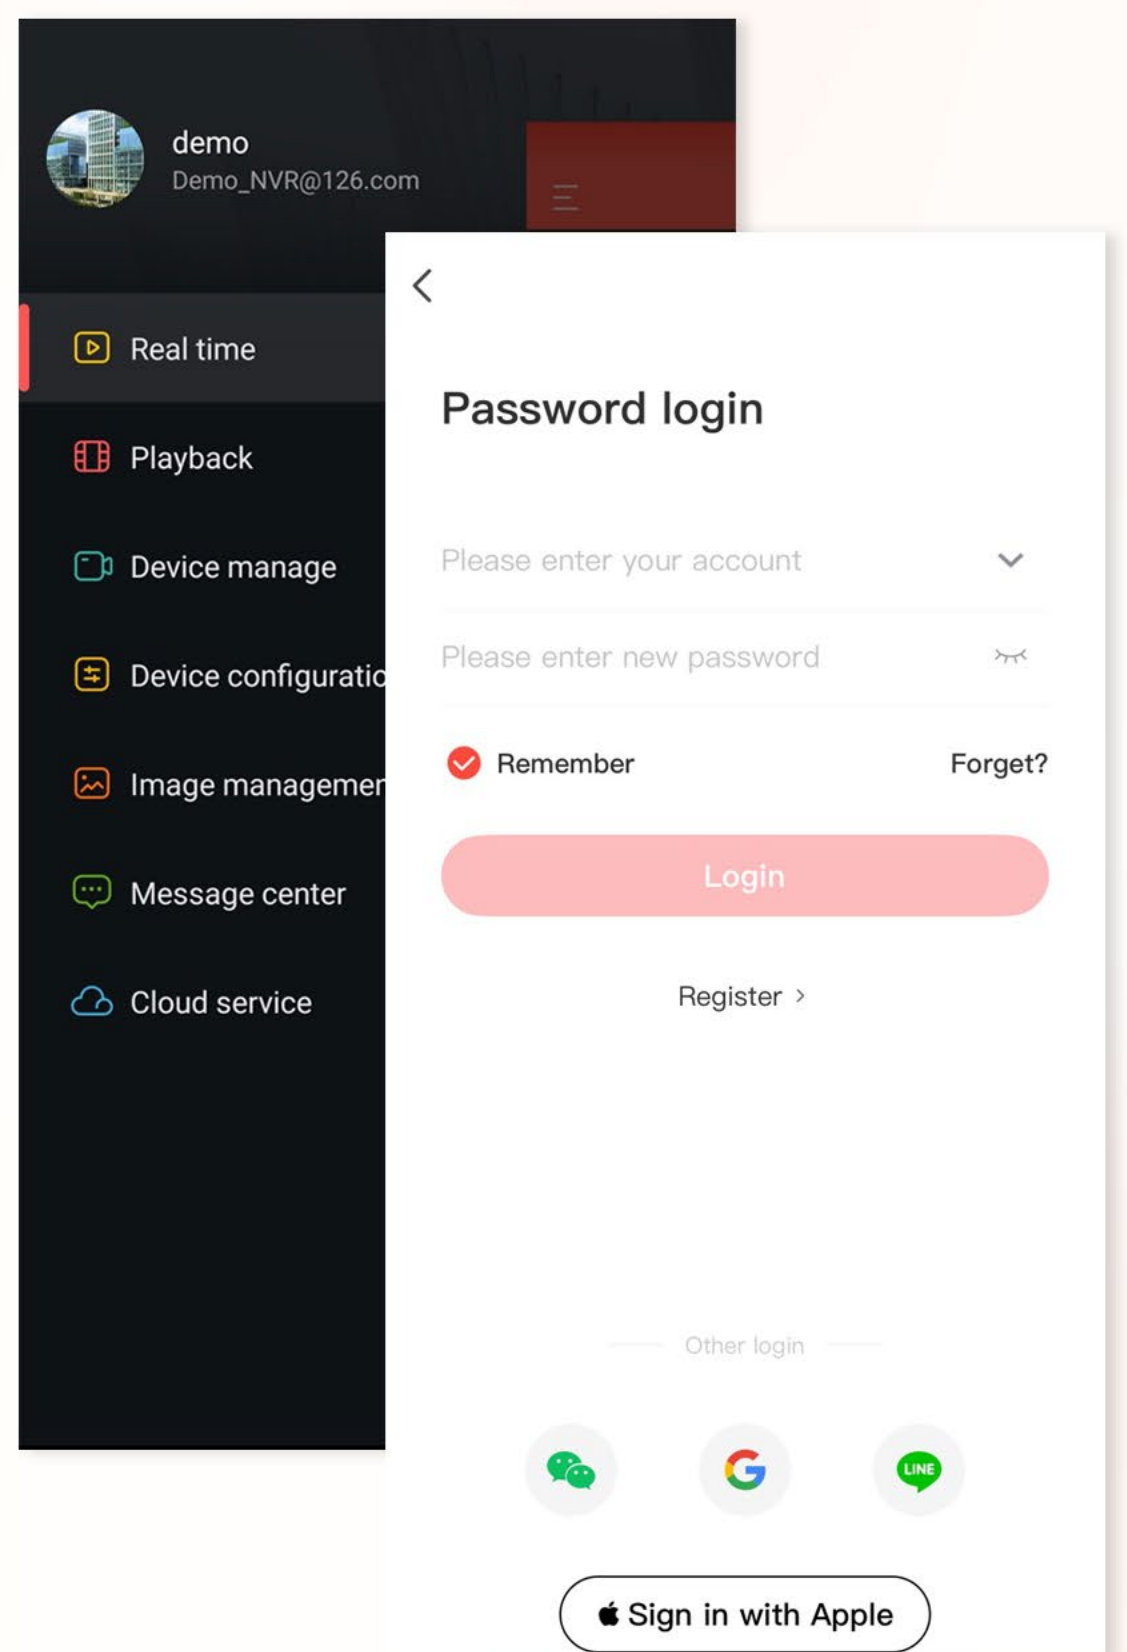 demo
Demo_NVR@126.com
Real time
Playback
Device manage
Device configuratio
Image managemen
Message center
Cloud service
Password login
Please enter your account
Please enter new password
Remember
Forget?
Login
Register >
Other login
LINE
Sign in with Apple